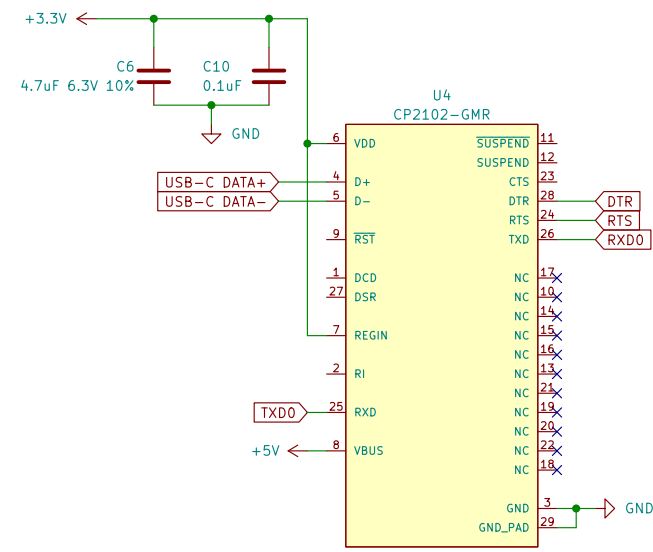 +3.3V
C6
4.7uF 6.3V 10%
C10
0.1uF
GND
U4
CP2102-GMR
6 VDD
SUSPEND 11
SUSPEND 12
USB-C DATA+ 4 D+
CTS 23
USB-C DATA- 5 D-
DTR 28 DTR
RTS 24 RTS
9 RST
TXD 26 RXD0
1 DCD
NC 17
27 DSR
NC 10
NC 14
7 REGIN
NC 15
NC 16
2 RI
NC 13
NC 21
TXD0 25 RXD
NC 19
NC 20
+5V 8 VBUS
NC 22
NC 18
GND 3 GND
GND_PAD 29